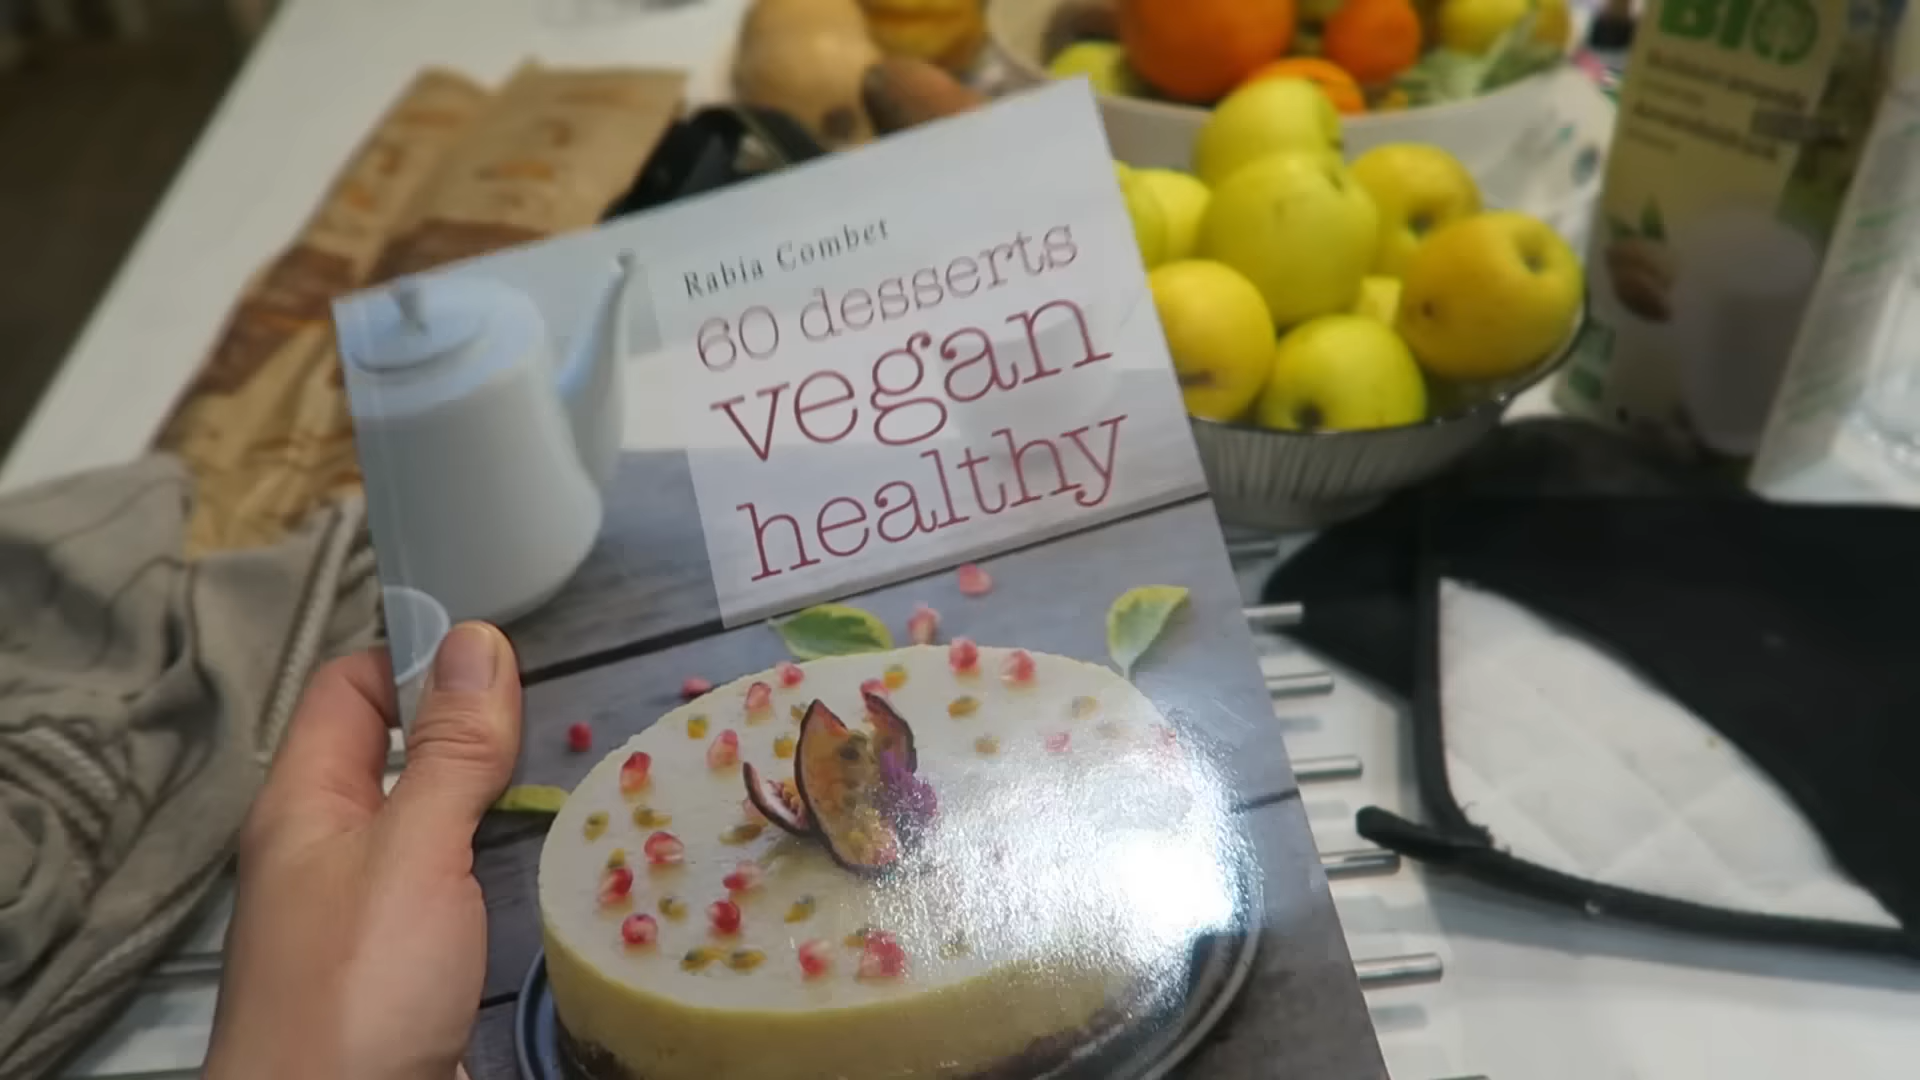 Rabia Combet
60 desserts
vegan
healthy
BIO